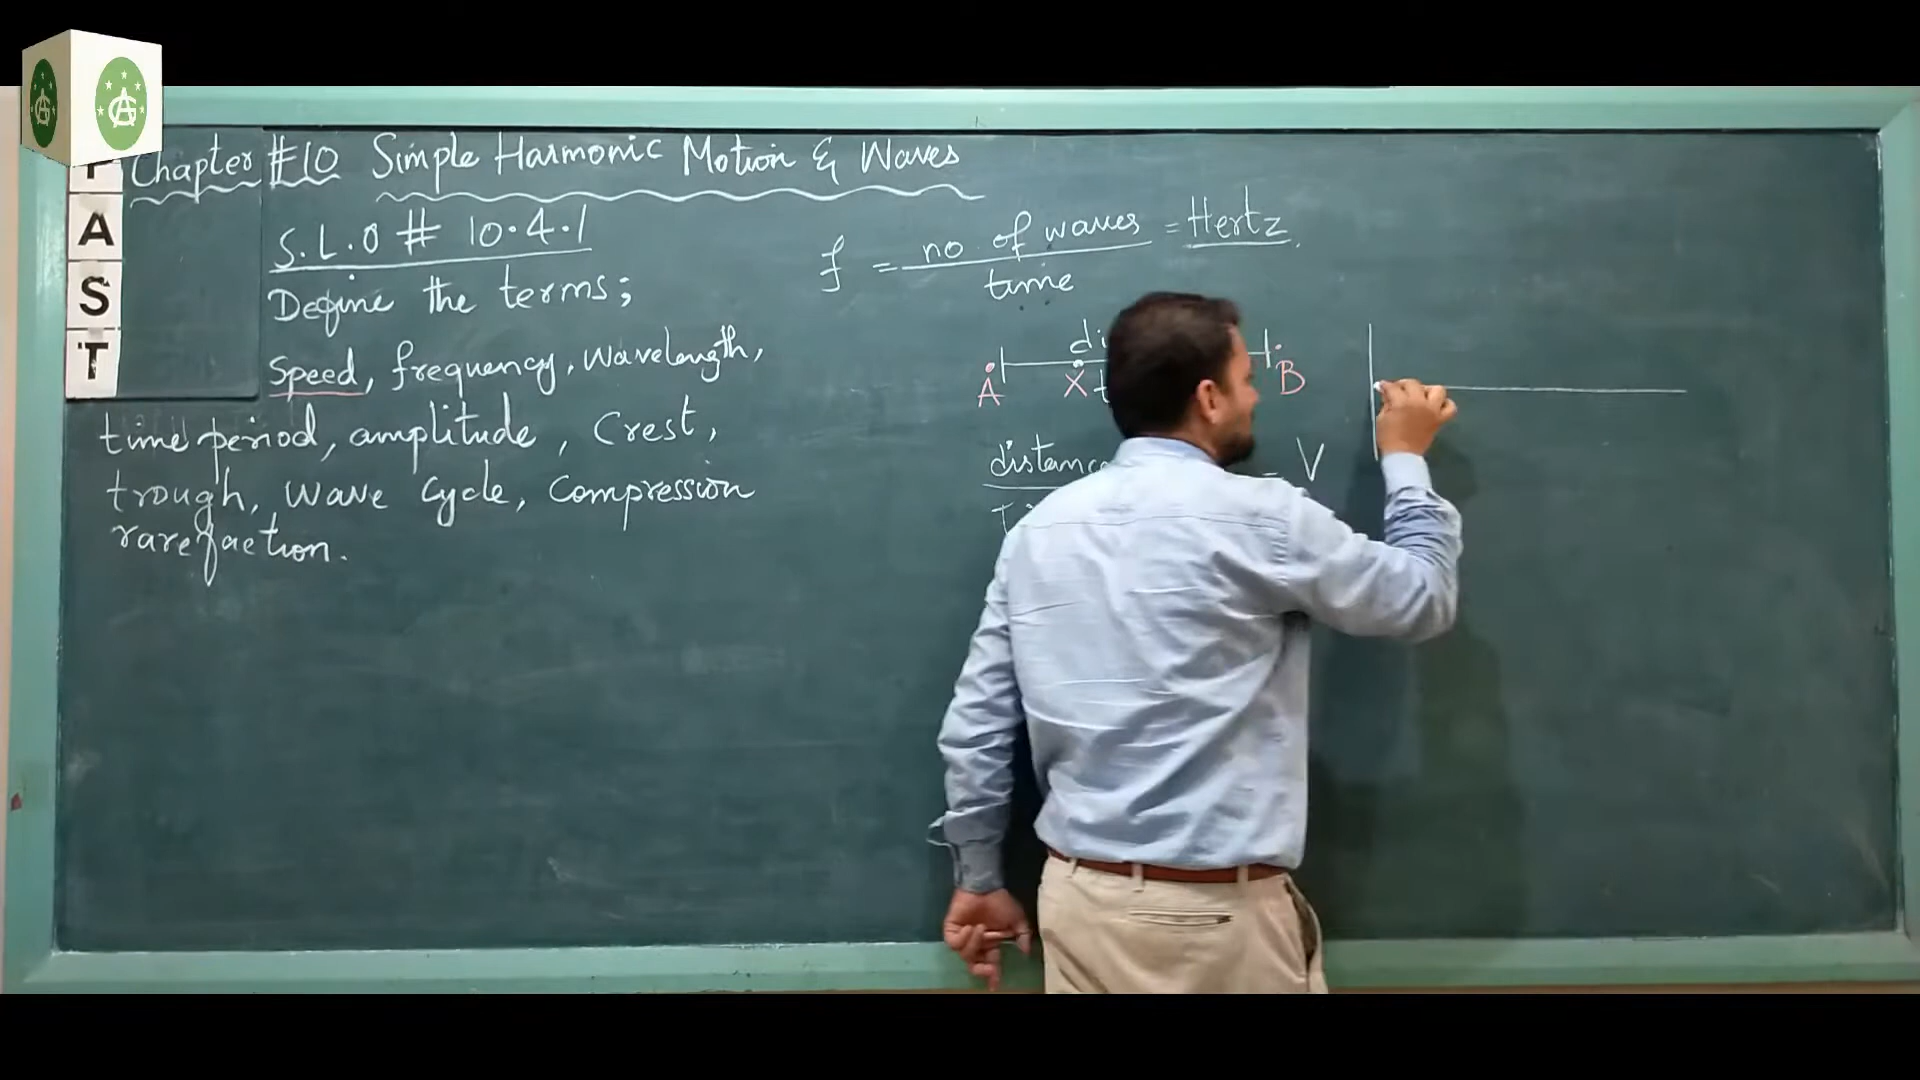 Chapter #10 Simple Harmonic Motion & Waves
S.L.O # 10.4.1
Define the terms;
Speed, frequency, wavelength,
time period, amplitude, Crest,
trough, wave cycle, Compression
rarefaction.
f = no. of waves / time = Hertz.
A X B
= V
A
S
T